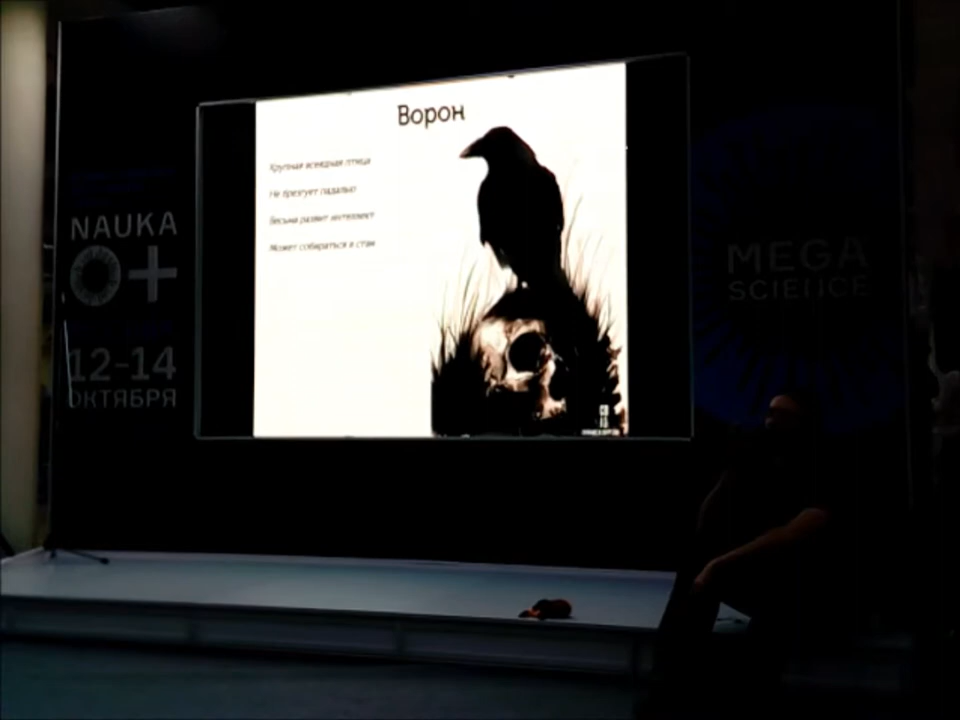 Ворон
Крупная всеядная птица
Не брезгует падалью
Весьма развит интеллект
Может собираться в стаи
NAUKA
0+
12-14
ОКТЯБРЯ
MEGA
SCIENCE